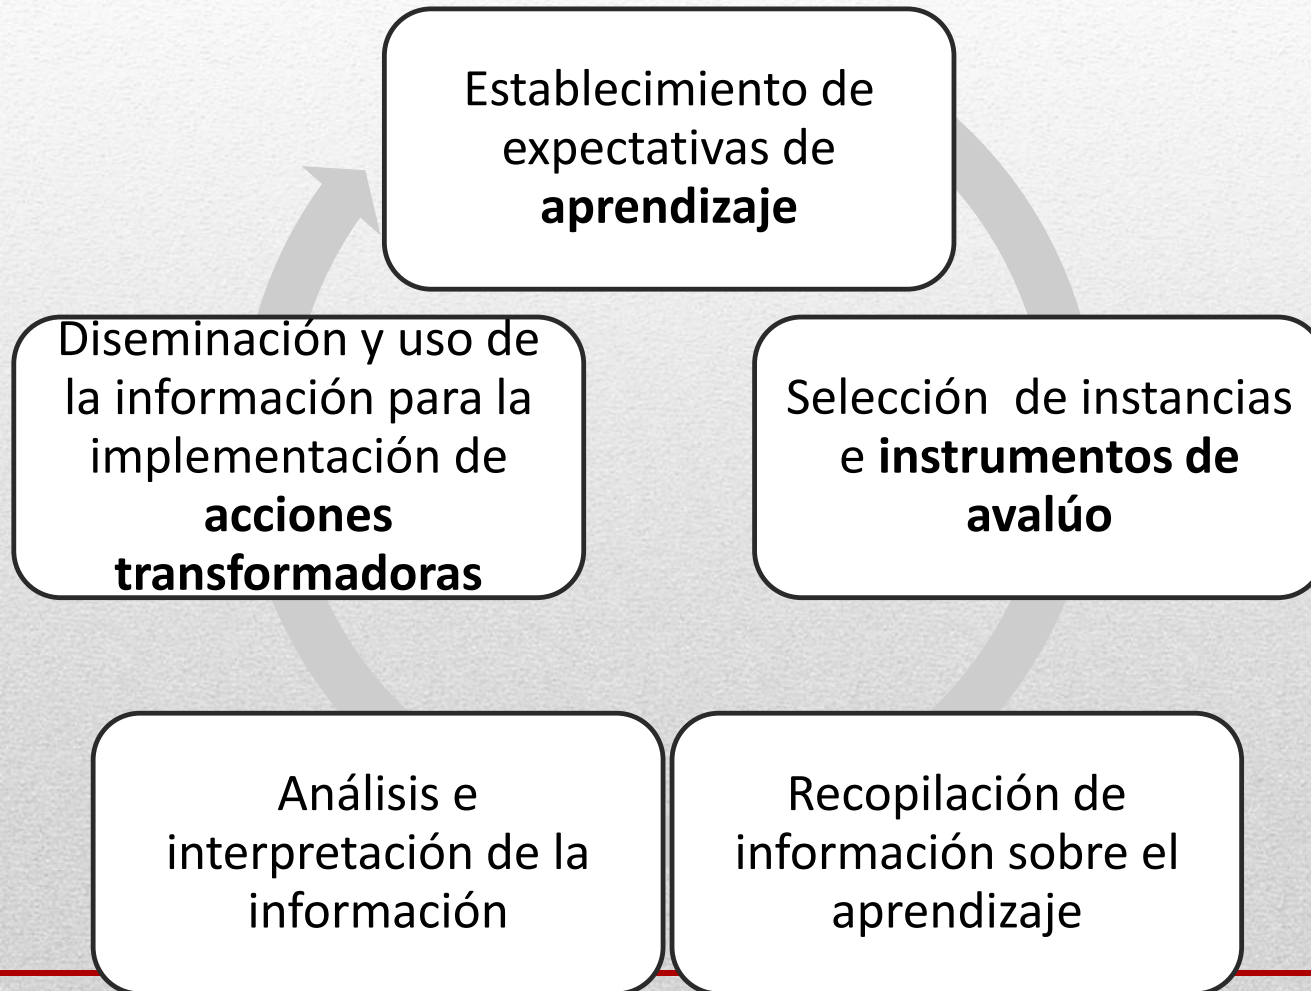 Establecimiento de
expectativas de
aprendizaje
Selección  de instancias
e instrumentos de
avalúo
Recopilación de
información sobre el
aprendizaje
Análisis e
interpretación de la
información
Diseminación y uso de
la información para la
implementación de
acciones
transformadoras